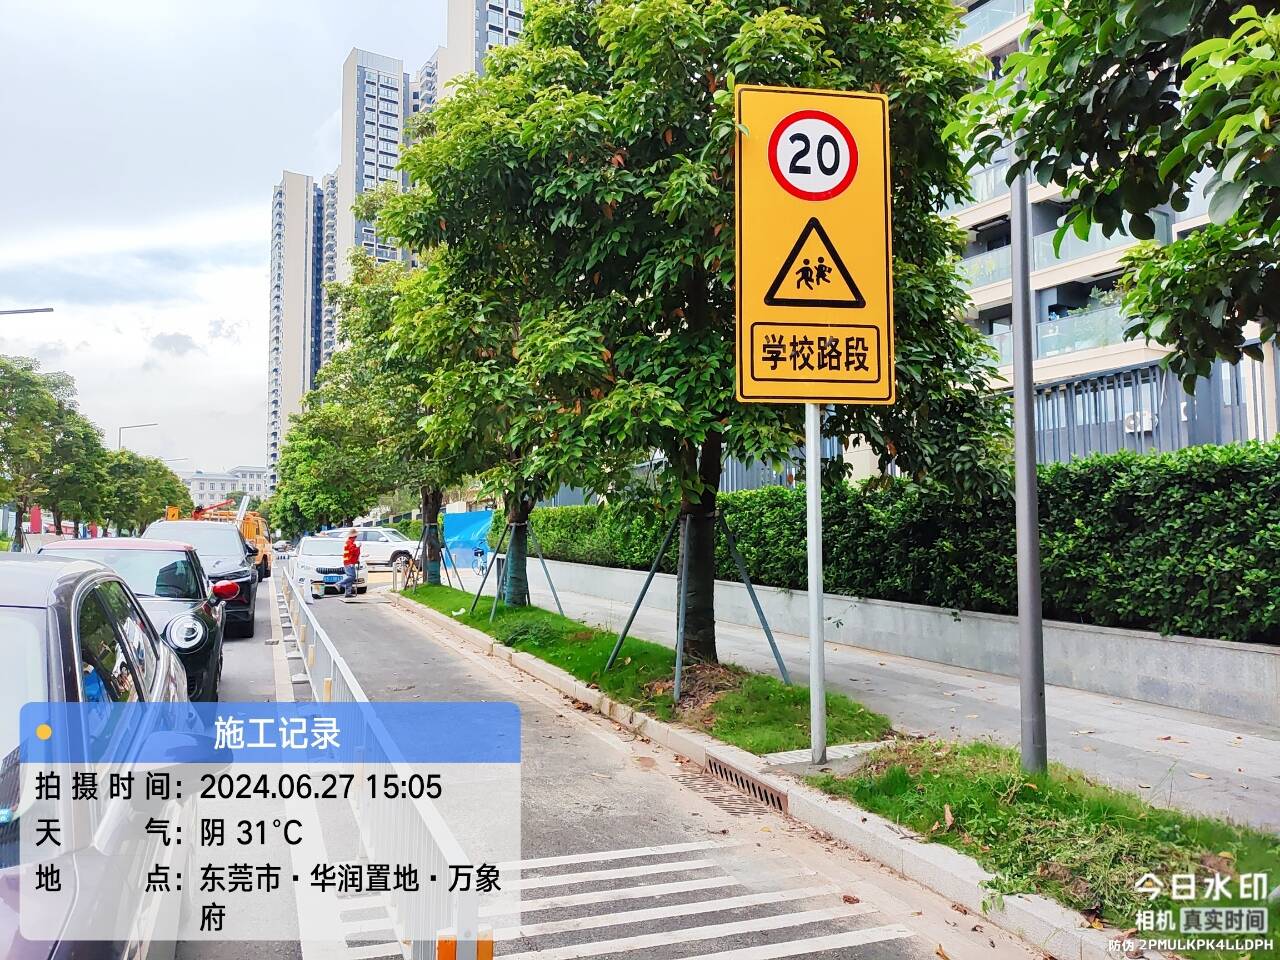 20
学校路段
施工记录
拍摄时间：2024.06.27 15:05
天气：阴 31℃
地点：东莞市·华润置地·万象
府
今日水印
相机 真实时间
防伪 2PMULKPK4LLDPH